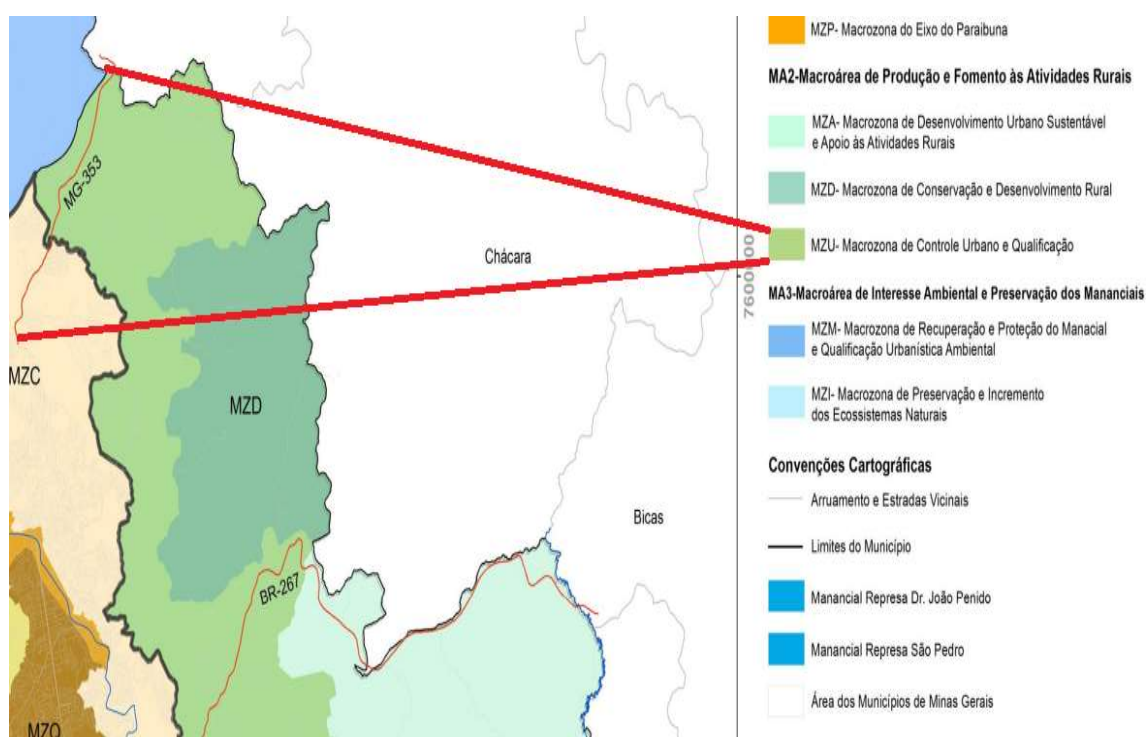 MG-353
Chácara
MZC
MZD
Bicas
BR-267
MZQ
7600000
MZP- Macrozona do Eixo do Paraibuna
MA2-Macroárea de Produção e Fomento às Atividades Rurais
MZA- Macrozona de Desenvolvimento Urbano Sustentável
e Apoio às Atividades Rurais
MZD- Macrozona de Conservação e Desenvolvimento Rural
MZU- Macrozona de Controle Urbano e Qualificação
MA3-Macroárea de Interesse Ambiental e Preservação dos Mananciais
MZM- Macrozona de Recuperação e Proteção do Manacial
e Qualificação Urbanística Ambiental
MZI- Macrozona de Preservação e Incremento
dos Ecossistemas Naturais
Convenções Cartográficas
Arruamento e Estradas Vicinais
Limites do Município
Manancial Represa Dr. João Penido
Manancial Represa São Pedro
Área dos Municípios de Minas Gerais